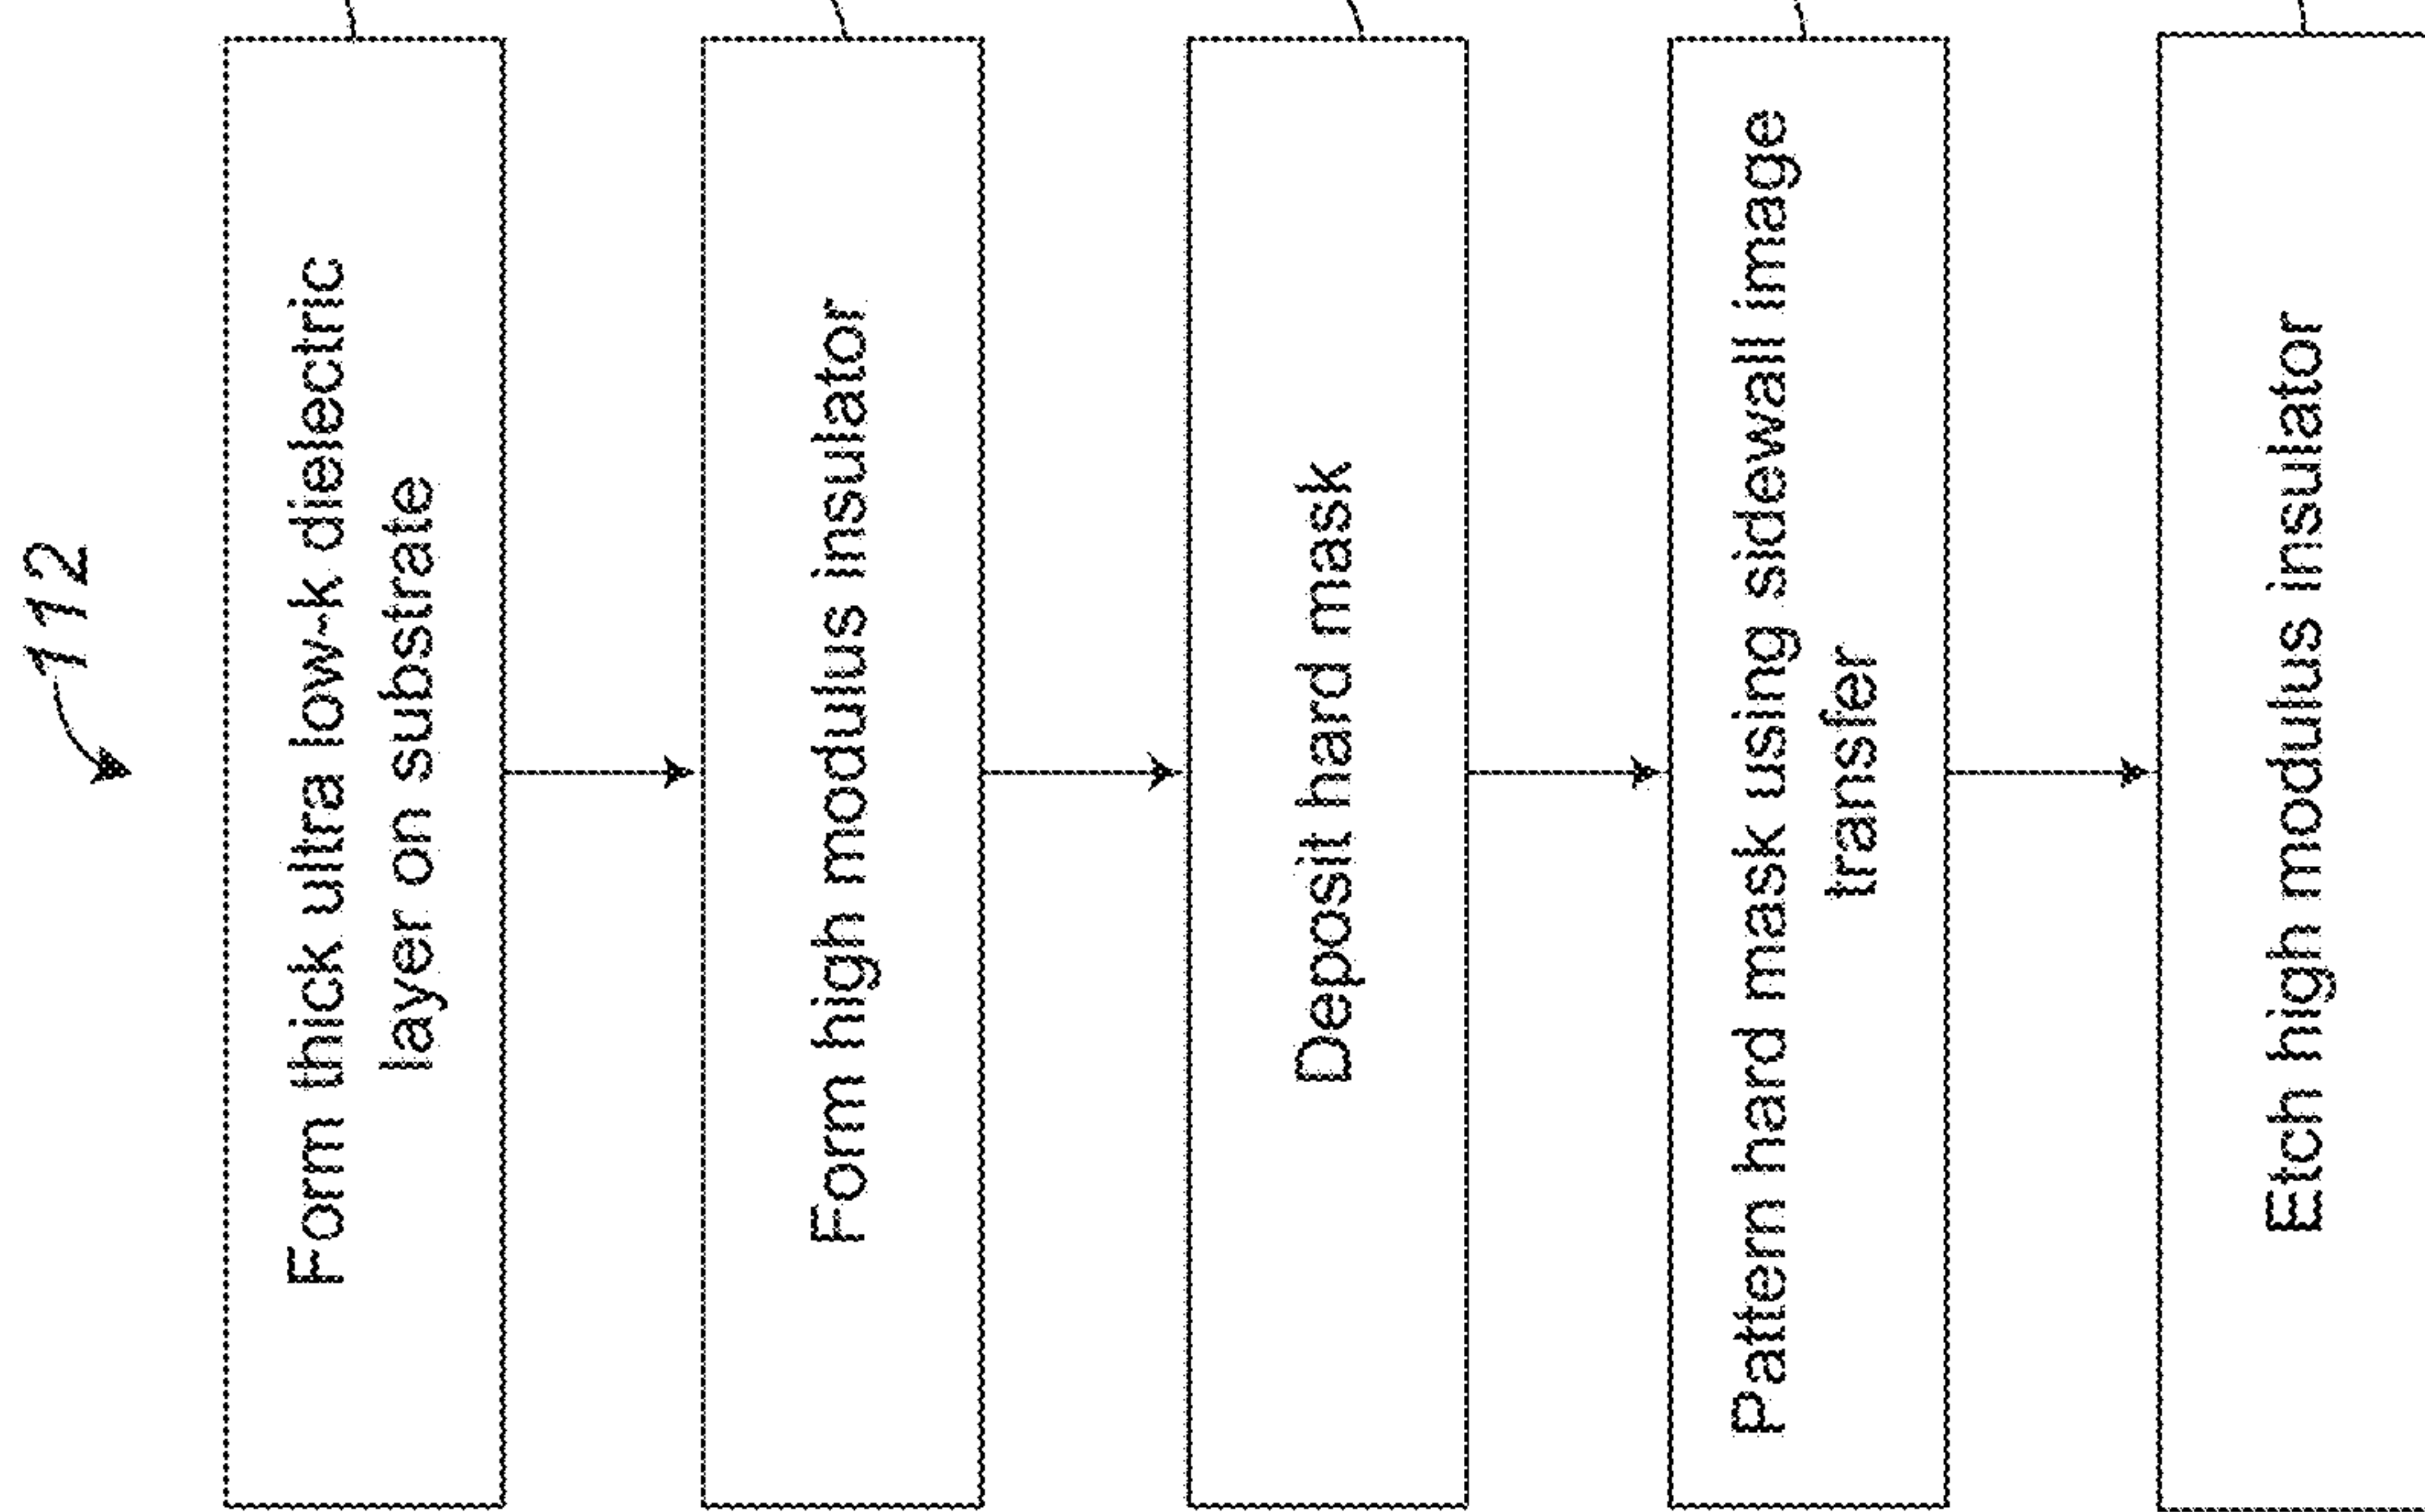 112
Form thick ultra low-k dielectric
layer on substrate
Form high modulus insulator
Deposit hard mask
Pattern hard mask using sidewall image
transfer
Etch high modulus insulator